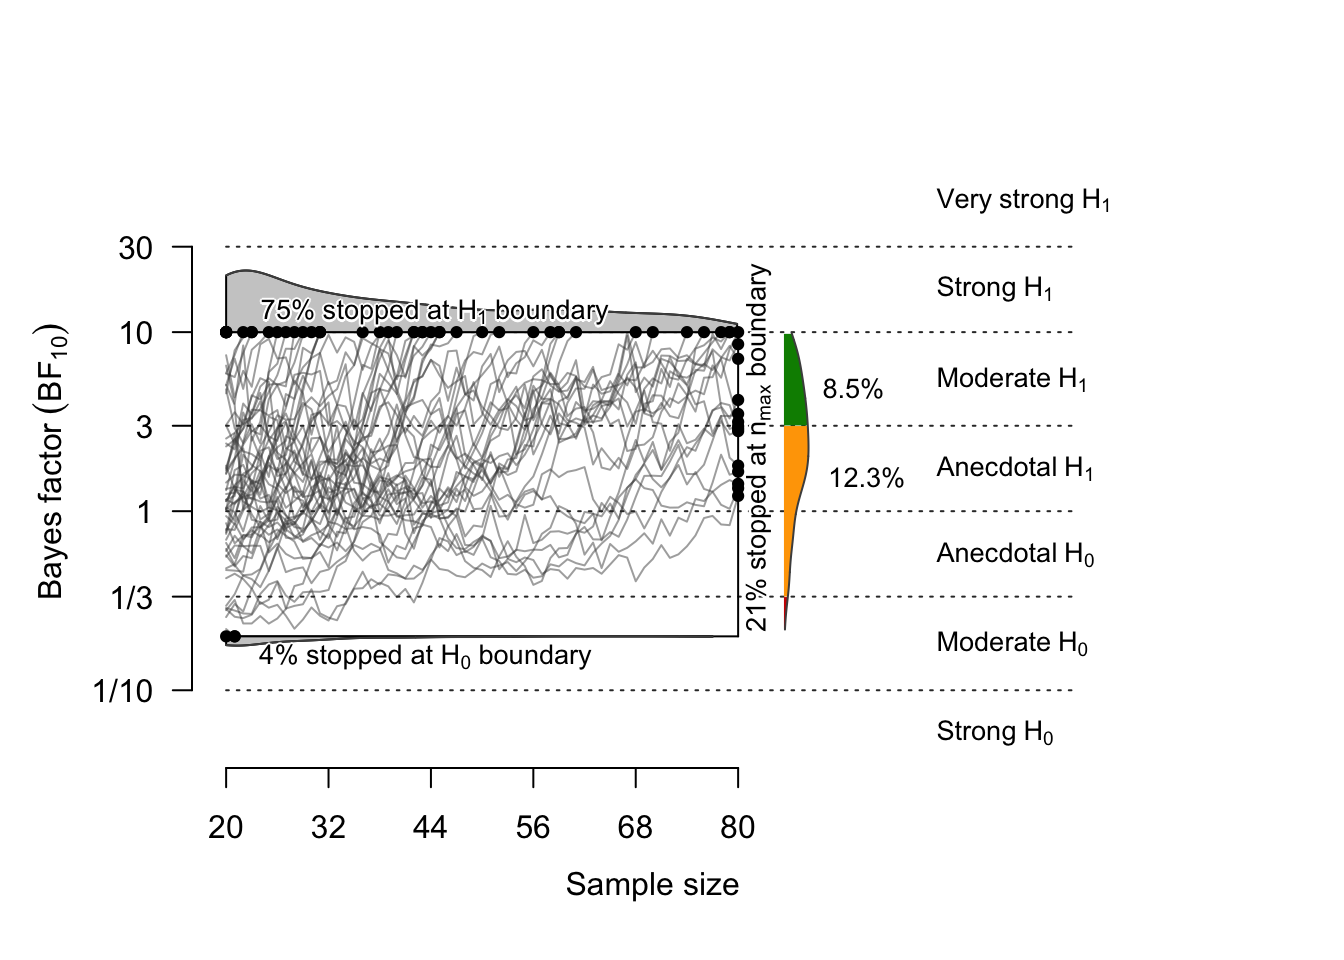 Very strong H₁
30
Strong H₁
75% stopped at H₁ boundary
10
Moderate H₁
8.5%
3
Anecdotal H₁
12.3%
1
Anecdotal H₀
1/3
Moderate H₀
4% stopped at H₀ boundary
1/10
Strong H₀
Bayes factor (BF₁₀)
21% stopped at nmax boundary
20 32 44 56 68 80
Sample size